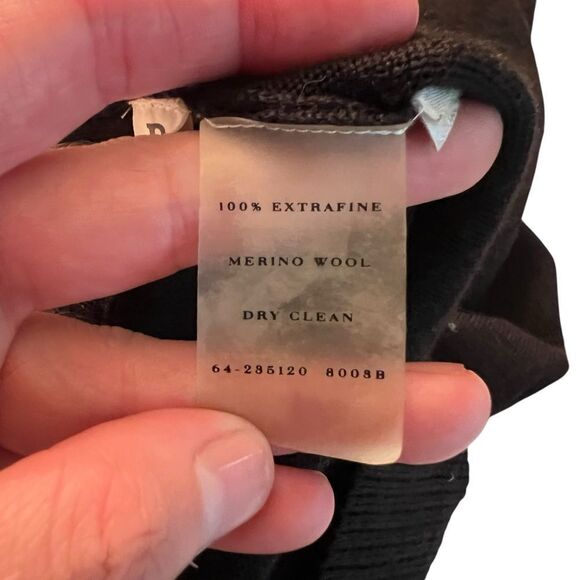 100% EXTRAFINE
MERINO WOOL
DRY CLEAN
64-235120 8003B